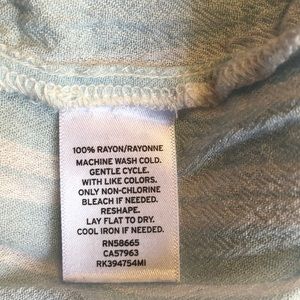 100% RAYON/RAYONNE
MACHINE WASH COLD.
GENTLE CYCLE.
WITH LIKE COLORS.
ONLY NON-CHLORINE
BLEACH IF NEEDED.
RESHAPE.
LAY FLAT TO DRY.
COOL IRON IF NEEDED.
RN58665
CA57963
RK394754MI